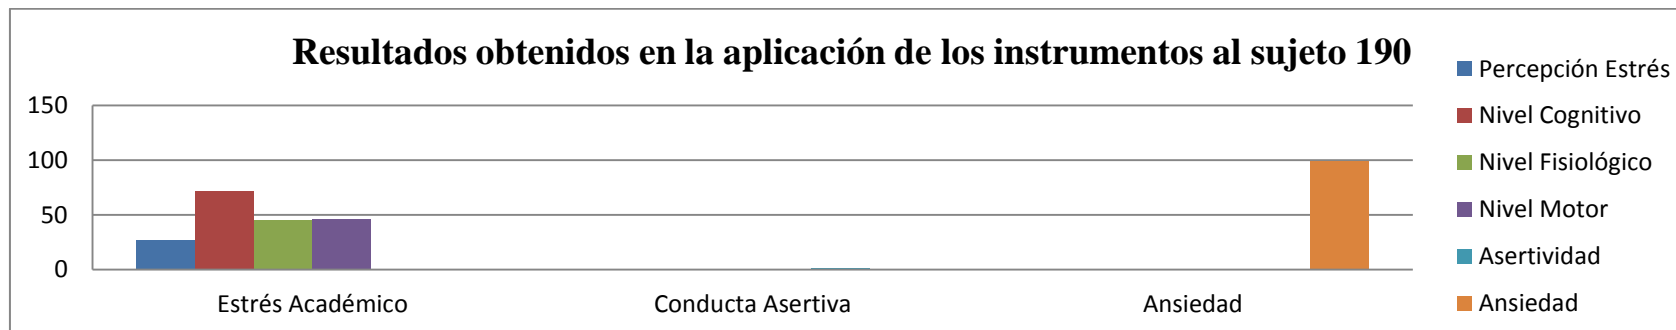 Resultados obtenidos en la aplicación de los instrumentos al sujeto 190
150
100
50
0
Estrés Académico
Conducta Asertiva
Ansiedad
Percepción Estrés
Nivel Cognitivo
Nivel Fisiológico
Nivel Motor
Asertividad
Ansiedad